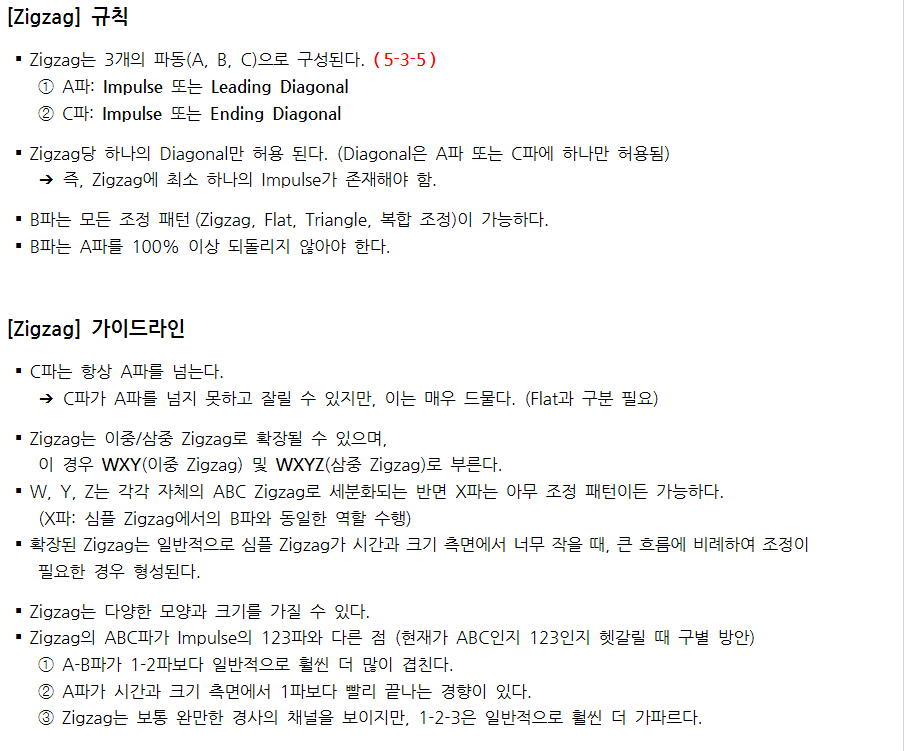 [Zigzag] 규칙
▪ Zigzag는 3개의 파동(A, B, C)으로 구성된다. ( 5-3-5 )
① A파: Impulse 또는 Leading Diagonal
② C파: Impulse 또는 Ending Diagonal
▪ Zigzag당 하나의 Diagonal만 허용 된다. (Diagonal은 A파 또는 C파에 하나만 허용됨)
➔ 즉, Zigzag에 최소 하나의 Impulse가 존재해야 함.
▪ B파는 모든 조정 패턴 (Zigzag, Flat, Triangle, 복합 조정)이 가능하다.
▪ B파는 A파를 100% 이상 되돌리지 않아야 한다.
[Zigzag] 가이드라인
▪ C파는 항상 A파를 넘는다.
➔ C파가 A파를 넘지 못하고 잘릴 수 있지만, 이는 매우 드물다. (Flat과 구분 필요)
▪ Zigzag는 이중/삼중 Zigzag로 확장될 수 있으며,
이 경우 WXY(이중 Zigzag) 및 WXYZ(삼중 Zigzag)로 부른다.
▪ W, Y, Z는 각각 자체의 ABC Zigzag로 세분화되는 반면 X파는 아무 조정 패턴이든 가능하다.
(X파: 심플 Zigzag에서의 B파와 동일한 역할 수행)
▪ 확장된 Zigzag는 일반적으로 심플 Zigzag가 시간과 크기 측면에서 너무 작을 때, 큰 흐름에 비례하여 조정이
필요한 경우 형성된다.
▪ Zigzag는 다양한 모양과 크기를 가질 수 있다.
▪ Zigzag의 ABC파가 Impulse의 123파와 다른 점 (현재가 ABC인지 123인지 헷갈릴 때 구별 방안)
① A-B파가 1-2파보다 일반적으로 훨씬 더 많이 겹친다.
② A파가 시간과 크기 측면에서 1파보다 빨리 끝나는 경향이 있다.
③ Zigzag는 보통 완만한 경사의 채널을 보이지만, 1-2-3은 일반적으로 훨씬 더 가파르다.